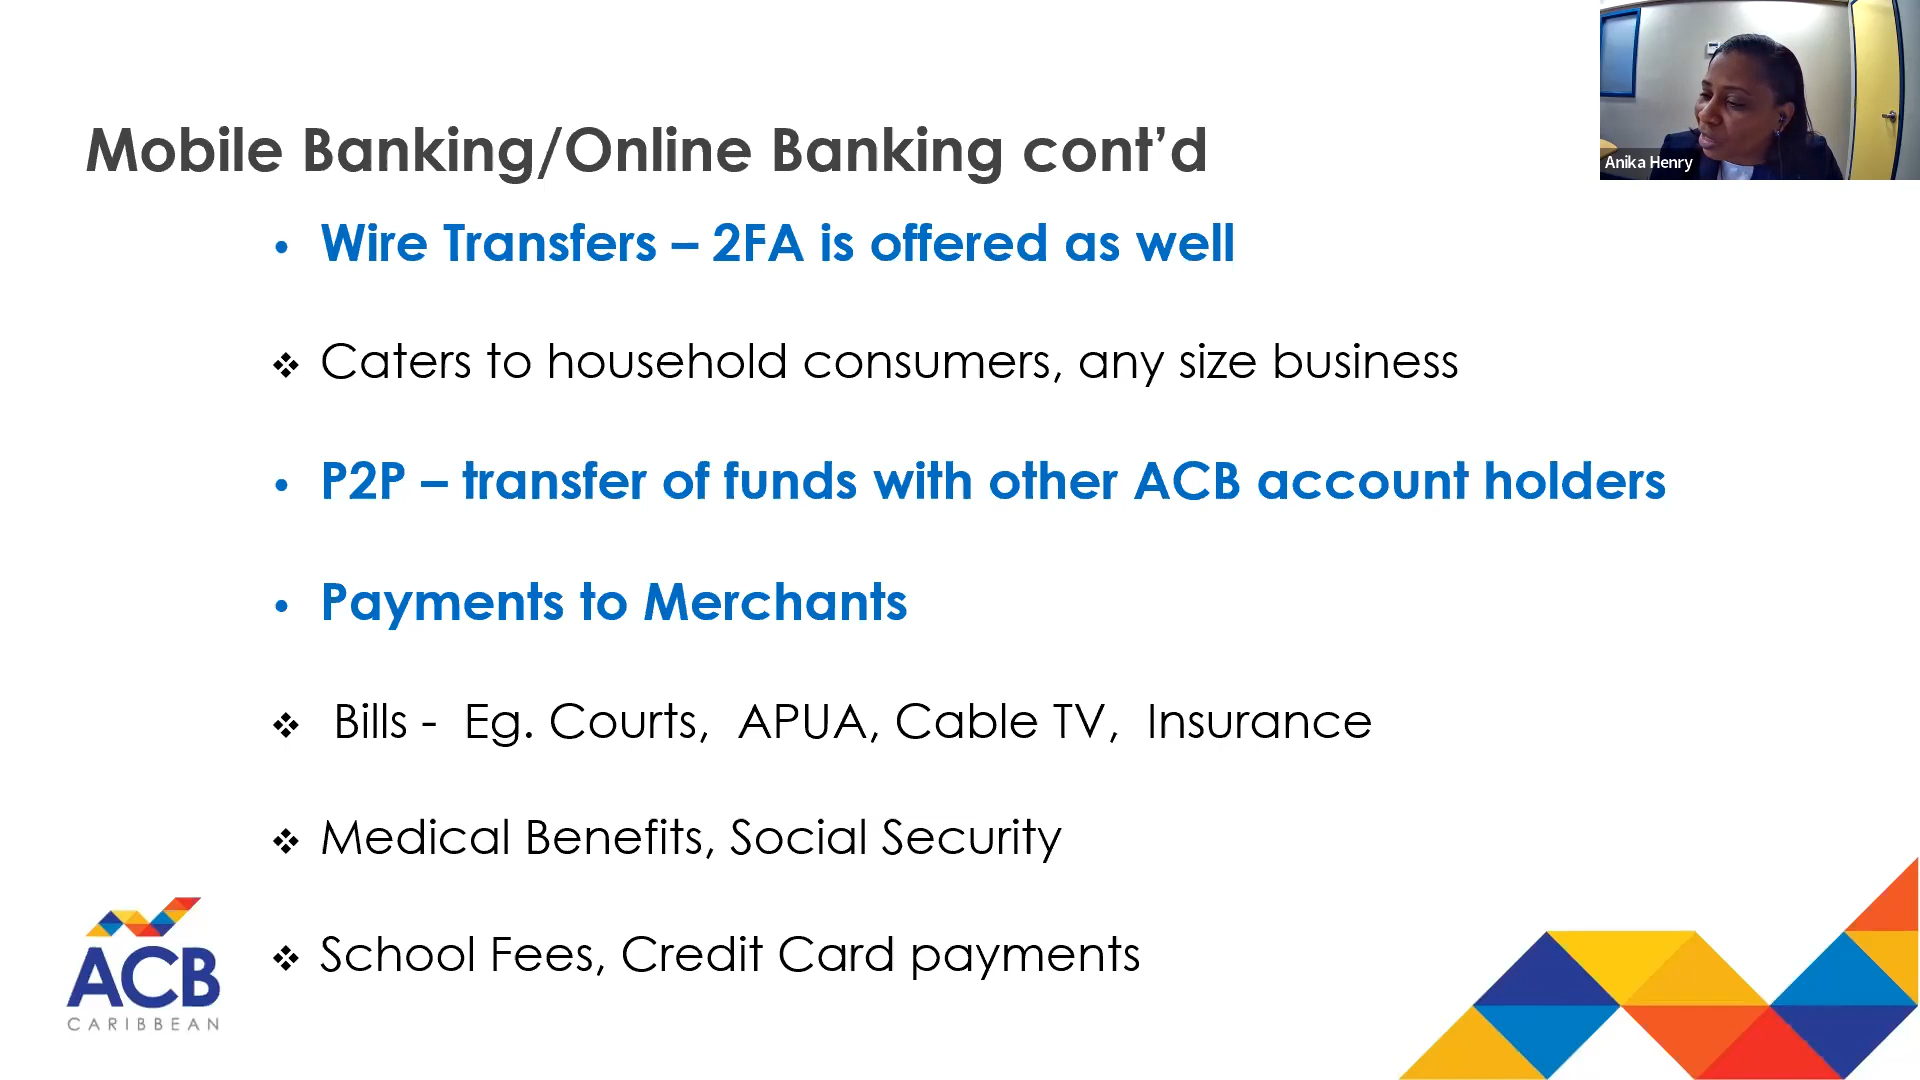 Mobile Banking/Online Banking cont’d
• Wire Transfers – 2FA is offered as well
❖ Caters to household consumers, any size business
• P2P – transfer of funds with other ACB account holders
• Payments to Merchants
❖ Bills - Eg. Courts, APUA, Cable TV, Insurance
❖ Medical Benefits, Social Security
❖ School Fees, Credit Card payments
ACB
CARIBBEAN
Anika Henry